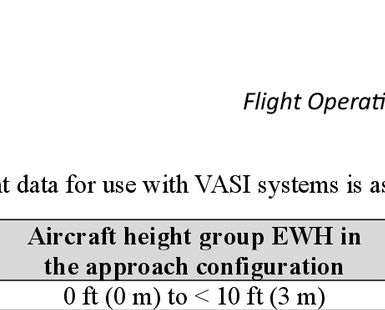 Flight Operati
t data for use with VASI systems is as
Aircraft height group EWH in
the approach configuration
0 ft (0 m) to < 10 ft (3 m)